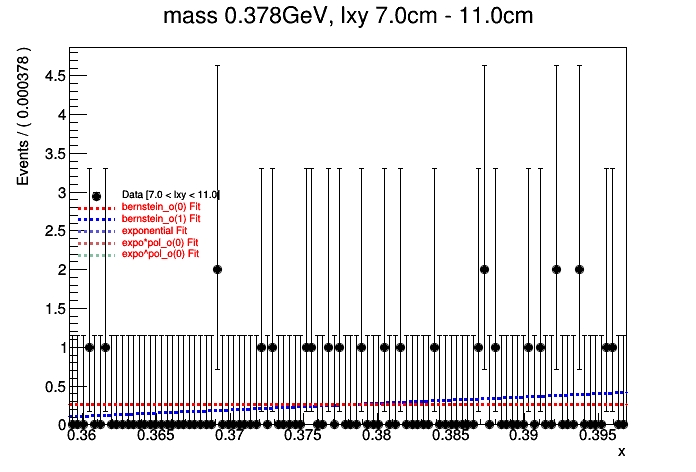 mass 0.378GeV, lxy 7.0cm - 11.0cm
Events / ( 0.000378 )
4.5
4
3.5
3
2.5
2
1.5
1
0.5
0
Data [7.0 < lxy < 11.0]
bernstein_o(0) Fit
bernstein_o(1) Fit
exponential Fit
expo*pol_o(0) Fit
expo^pol_o(0) Fit
0.36 0.365 0.37 0.375 0.38 0.385 0.39 0.395
x